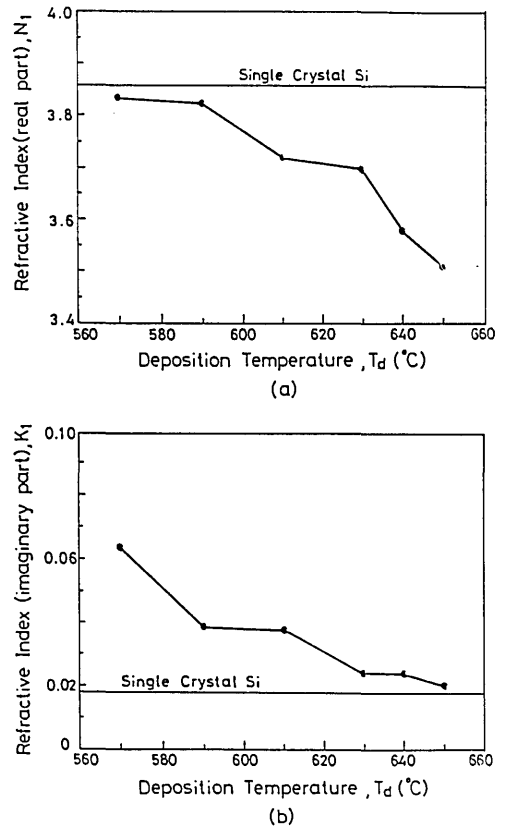 4.0
Single Crystal Si
3.8
3.6
3.4
Refractive Index(real part),N1
560 580 600 620 640 660
Deposition Temperature ,Td (°C)
(a)
0.10
0.06
0.02
Single Crystal Si
0
Refractive Index (imaginary part),K1
560 580 600 620 640 660
Deposition Temperature ,Td (°C)
(b)